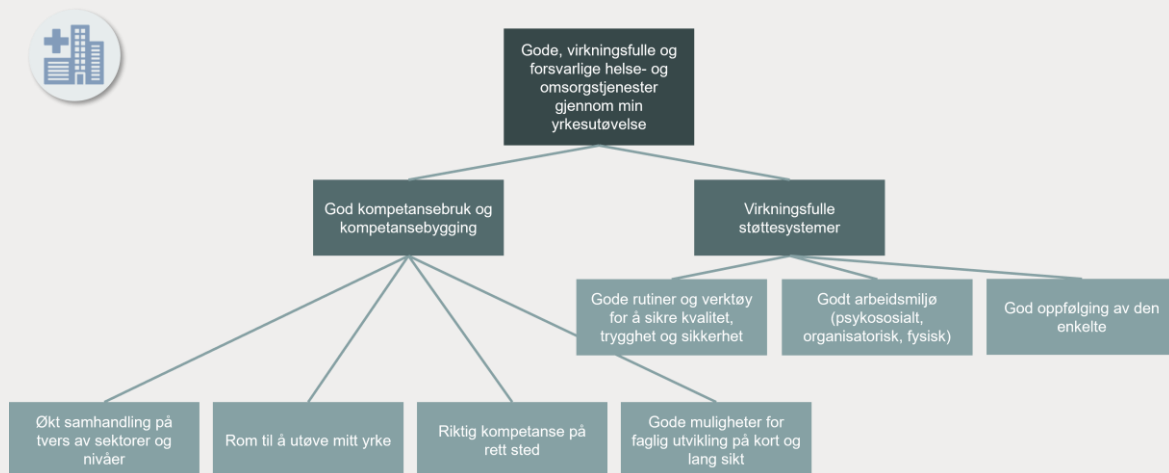 Gode, virkningsfulle og
forsvarlige helse- og
omsorgstjenester
gjennom min
yrkesutøvelse
God kompetansebruk og
kompetansebygging
Virkningsfulle
støttesystemer
Gode rutiner og verktøy
for å sikre kvalitet,
trygghet og sikkerhet
Godt arbeidsmiljø
(psykososialt,
organisatorisk, fysisk)
God oppfølging av den
enkelte
Økt samhandling på
tvers av sektorer og
nivåer
Rom til å utøve mitt yrke
Riktig kompetanse på
rett sted
Gode muligheter for
faglig utvikling på kort og
lang sikt